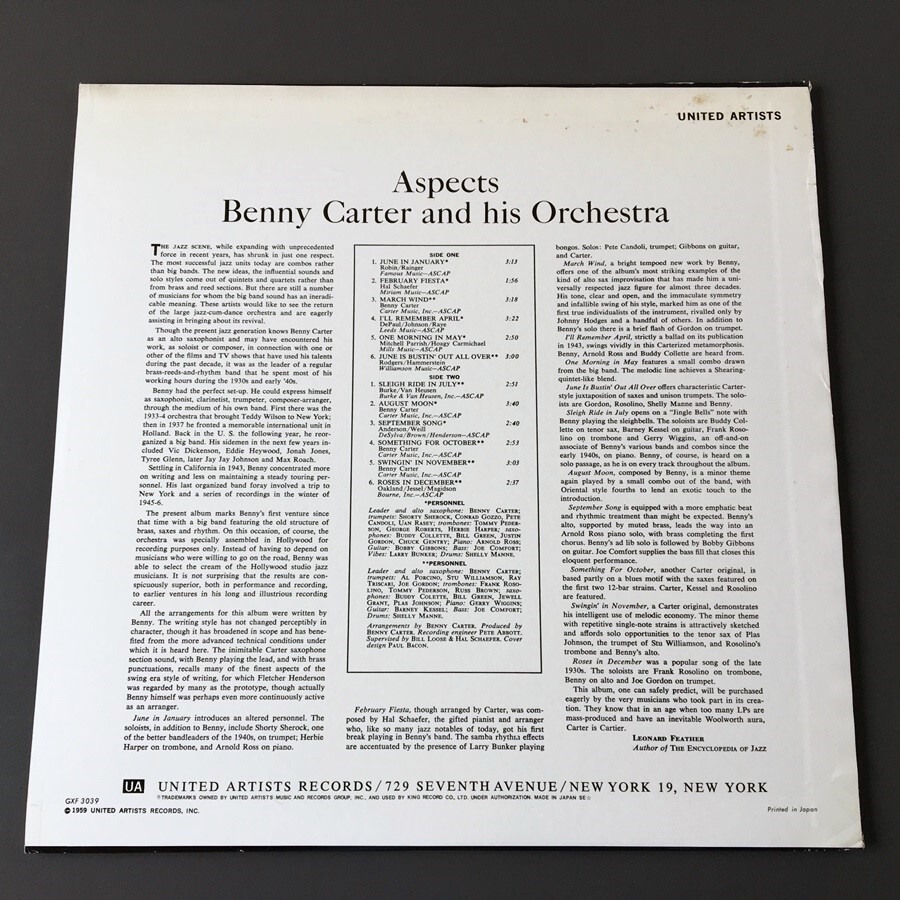 UNITED ARTISTS
Aspects
Benny Carter and his Orchestra
THE JAZZ SCENE, while expanding with unprecedented
force in recent years, has shrunk in just one respect.
The most successful jazz units today are combos rather
than big bands. The new ideas, the influential sounds and
solo styles come out of quintets and quartets rather than
from brass and reed sections. But there are still a number
of musicians for whom the big band sound has an ineradi-
cable meaning. These artists would like to see the return
of the large jazz-cum-dance orchestra and are eagerly
assisting in bringing about its revival.
Though the present jazz generation knows Benny Carter
as an alto saxophonist and may have encountered his
work, as soloist or composer, in connection with one or
other of the films and TV shows that have used his talents
during the past decade, it was as the leader of a regular
brass-reeds-and-rhythm band that he spent most of his
working hours during the 1930s and early '40s.
Benny had the perfect set-up. He could express himself
as saxophonist, clarinetist, trumpeter, composer-arranger,
through the medium of his own band. First there was the
1933-4 orchestra that brought Teddy Wilson to New York;
then in 1937 he fronted a memorable international unit in
Holland. Back in the U. S. the following year, he reor-
ganized a big band. His sidemen in the next few years in-
cluded Vic Dickenson, Eddie Heywood, Jonah Jones,
Tyree Glenn, later Jay Jay Johnson and Max Roach.
Settling in California in 1943, Benny concentrated more
on writing and less on maintaining a steady touring per-
sonnel. His last organized band foray involved a trip to
New York and a series of recordings in the winter of
1945-6.
The present album marks Benny's first venture since
that time with a big band featuring the old structure of
brass, saxes and rhythm. On this occasion, of course, the
orchestra was specially assembled in Hollywood for
recording purposes only. Instead of having to depend on
musicians who were willing to go on the road, Benny was
able to select the cream of the Hollywood studio jazz
musicians. It is not surprising that the results are con-
spicuously superior, both in performance and recording,
to earlier ventures in his long and illustrious recording
career.
All the arrangements for this album were written by
Benny. The writing style has not changed perceptibly in
character, though it has broadened in scope and has bene-
fited from the more advanced technical conditions under
which it is heard here. The inimitable Carter saxophone
section sound, with Benny playing the lead, and with brass
punctuations, recalls many of the finest aspects of the
swing era style of writing, for which Fletcher Henderson
was regarded by many as the prototype, though actually
Benny himself was perhaps even more continuously active
as an arranger.
June in January introduces an altered personnel. The
soloists, in addition to Benny, include Shorty Sherock, one
of the better bandleaders of the 1940s, on trumpet; Herbie
Harper on trombone, and Arnold Ross on piano.
SIDE ONE
1. JUNE IN JANUARY* 3:13
Robin/Rainger
Famous Music—ASCAP
2. FEBRUARY FIESTA* 1:56
Hal Schaefer
Miriam Music—ASCAP
3. MARCH WIND** 3:18
Benny Carter
Carter Music, Inc.—ASCAP
4. I'LL REMEMBER APRIL* 3:22
DePaul/Johnson/Raye
Leeds Music—ASCAP
5. ONE MORNING IN MAY* 2:50
Mitchell Parrish/Hoagy Carmichael
Mills Music—ASCAP
6. JUNE IS BUSTIN' OUT ALL OVER** 3:00
Rodgers/Hammerstein
Williamson Music—ASCAP
SIDE TWO
1. SLEIGH RIDE IN JULY** 2:51
Burke/Van Heusen
Burke & Van Heusen, Inc.—ASCAP
2. AUGUST MOON* 3:40
Benny Carter
Carter Music, Inc.—ASCAP
3. SEPTEMBER SONG* 2:40
Anderson/Weill
DeSylva/Brown/Henderson—ASCAP
4. SOMETHING FOR OCTOBER** 2:53
Benny Carter
Carter Music, Inc.—ASCAP
5. SWINGIN' IN NOVEMBER** 3:03
Benny Carter
Carter Music, Inc.—ASCAP
6. ROSES IN DECEMBER** 2:37
Oakland/Jessel/Magidson
Bourne, Inc.—ASCAP
*PERSONNEL
Leader and alto saxophone: BENNY CARTER;
trumpets: SHORTY SHEROCK, CONRAD GOZZO, PETE
CANDOLI, UAN RASEY; trombones: TOMMY PEDER-
SON, GEORGE ROBERTS, HERBIE HARPER; saxo-
phones: BUDDY COLLETTE, BILL GREEN, JUSTIN
GORDON, CHUCK GENTRY; Piano: ARNOLD ROSS;
Guitar: BOBBY GIBBONS; Bass: JOE COMFORT;
Vibes: LARRY BUNKER; Drums: SHELLY MANNE.
**PERSONNEL
Leader and alto saxophone: BENNY CARTER;
trumpets: AL PORCINO, STU WILLIAMSON, RAY
TRISCARI, JOE GORDON; trombones: FRANK ROSO-
LINO, TOMMY PEDERSON, RUSS BROWN; saxo-
phones: BUDDY COLLETTE, BILL GREEN, JEWELL
GRANT, PLAS JOHNSON; Piano: GERRY WIGGINS;
Guitar: BARNEY KESSEL; Bass: JOE COMFORT;
Drums: SHELLY MANNE.
Arrangements by BENNY CARTER. Produced by
BENNY CARTER. Recording engineer PETE ABBOTT.
Supervised by BILL LOOSE & HAL SCHAEFER. Cover
design PAUL BACON.
February Fiesta, though arranged by Carter, was com-
posed by Hal Schaefer, the gifted pianist and arranger
who, like so many jazz notables of today, got his first
break playing in Benny's band. The samba rhythm effects
are accentuated by the presence of Larry Bunker playing
bongos. Solos: Pete Candoli, trumpet; Gibbons on guitar,
and Carter.
March Wind, a bright tempoed new work by Benny,
offers one of the album's most striking examples of the
kind of alto sax improvisation that has made him a uni-
versally respected jazz figure for almost three decades.
His tone, clear and open, and the immaculate symmetry
and infallible swing of his style, marked him as one of the
first true individualists of the instrument, rivalled only by
Johnny Hodges and a handful of others. In addition to
Benny's solo there is a brief flash of Gordon on trumpet.
I'll Remember April, strictly a ballad on its publication
in 1943, swings vividly in this Carterized metamorphosis.
Benny, Arnold Ross and Buddy Collette are heard from.
One Morning in May features a small combo drawn
from the big band. The melodic line achieves a Shearing-
quintet-like blend.
June Is Bustin' Out All Over offers characteristic Carter-
style juxtaposition of saxes and unison trumpets. The solo-
ists are Gordon, Rosolino, Shelly Manne and Benny.
Sleigh Ride in July opens on a "Jingle Bells" note with
Benny playing the sleighbells. The soloists are Buddy Col-
lette on tenor sax, Barney Kessel on guitar, Frank Roso-
lino on trombone and Gerry Wiggins, an off-and-on
associate of Benny's various bands and combos since the
early 1940s, on piano. Benny, of course, is heard on a
solo passage, as he is on every track throughout the album.
August Moon, composed by Benny, is a minor theme
again played by a small combo out of the band, with
Oriental style fourths to lend an exotic touch to the
introduction.
September Song is equipped with a more emphatic beat
and rhythmic treatment than might be expected. Benny's
alto, supported by muted brass, leads the way into an
Arnold Ross piano solo, with brass completing the first
chorus. Benny's ad lib solo is followed by Bobby Gibbons
on guitar. Joe Comfort supplies the bass fill that closes this
eloquent performance.
Something For October, another Carter original, is
based partly on a blues motif with the saxes featured on
the first two 12-bar strains. Carter, Kessel and Rosolino
are featured.
Swingin' in November, a Carter original, demonstrates
his intelligent use of melodic economy. The minor theme
with repetitive single-note strains is attractively sketched
and affords solo opportunities to the tenor sax of Plas
Johnson, the trumpet of Stu Williamson, and Rosolino's
trombone and Benny's alto.
Roses in December was a popular song of the late
1930s. The soloists are Frank Rosolino on trombone,
Benny on alto and Joe Gordon on trumpet.
This album, one can safely predict, will be purchased
eagerly by the very musicians who took part in its crea-
tion. They know that in an age when too many LPs are
mass-produced and have an inevitable Woolworth aura,
Carter is Cartier.
LEONARD FEATHER
Author of THE ENCYCLOPEDIA OF JAZZ
UA UNITED ARTISTS RECORDS/729 SEVENTH AVENUE/NEW YORK 19, NEW YORK
®TRADEMARKS OWNED BY UNITED ARTISTS MUSIC AND RECORDS GROUP, INC. AND USED BY KING RECORD CO., LTD. UNDER AUTHORIZATION. MADE IN JAPAN SE☆
GXF 3039
℗1959 UNITED ARTISTS RECORDS, INC.
Printed in Japan